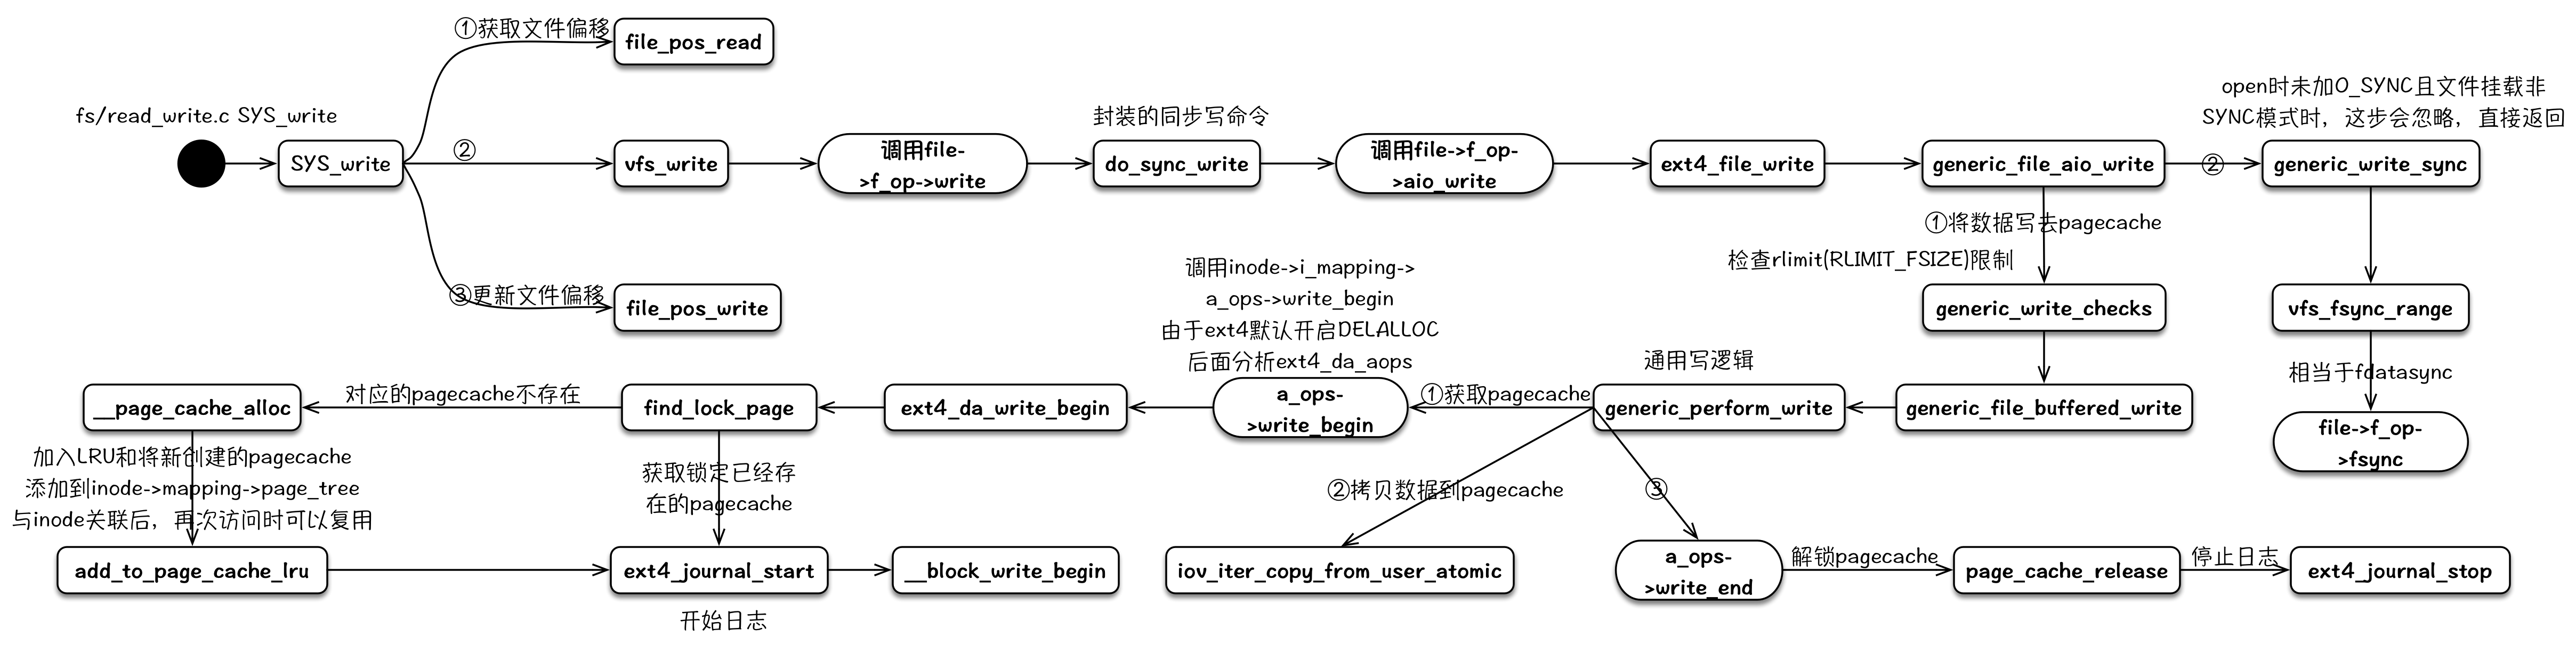 ①获取文件偏移
file_pos_read
fs/read_write.c SYS_write
SYS_write
②
vfs_write
调用file-
>f_op->write
封装的同步写命令
do_sync_write
调用file->f_op-
>aio_write
ext4_file_write
generic_file_aio_write
②
open时未加O_SYNC且文件挂载非
SYNC模式时，这步会忽略，直接返回
generic_write_sync
③更新文件偏移
file_pos_write
①将数据写去pagecache
检查rlimit(RLIMIT_FSIZE)限制
generic_write_checks
vfs_fsync_range
相当于fdatasync
file->f_op-
>fsync
generic_file_buffered_write
通用写逻辑
generic_perform_write
①获取pagecache
调用inode->i_mapping->
a_ops->write_begin
由于ext4默认开启DELALLOC
后面分析ext4_da_aops
a_ops-
>write_begin
ext4_da_write_begin
find_lock_page
对应的pagecache不存在
__page_cache_alloc
加入LRU和将新创建的pagecache
添加到inode->mapping->page_tree
与inode关联后，再次访问时可以复用
add_to_page_cache_lru
获取锁定已经存
在的pagecache
ext4_journal_start
开始日志
__block_write_begin
②拷贝数据到pagecache
iov_iter_copy_from_user_atomic
③
a_ops-
>write_end
解锁pagecache
page_cache_release
停止日志
ext4_journal_stop